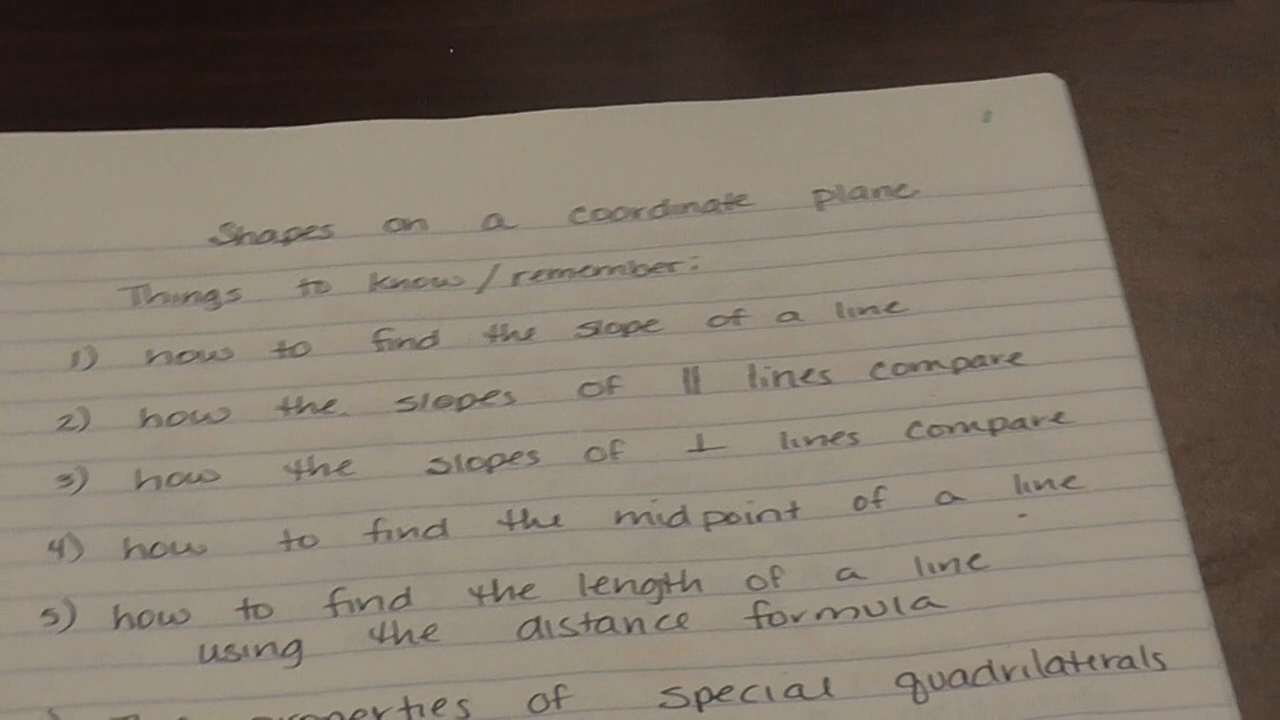 Shapes on a coordinate plane
Things to know/remember:
1) how to find the slope of a line
2) how the slopes of || lines compare
3) how the slopes of ⊥ lines compare
4) how to find the midpoint of a line
5) how to find the length of a line
using the distance formula
properties of special quadrilaterals